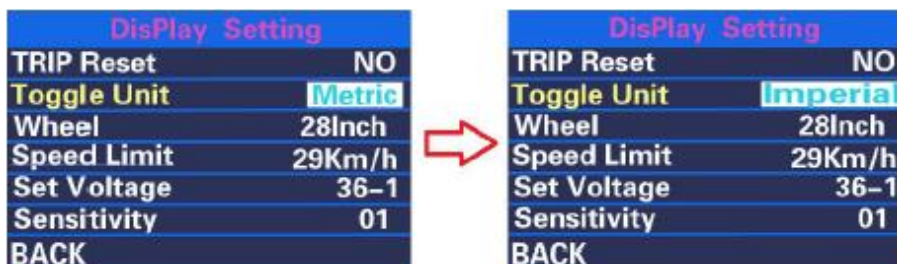 DisPlay Setting
TRIP Reset NO
Toggle Unit Metric
Wheel 28Inch
Speed Limit 29Km/h
Set Voltage 36-1
Sensitivity 01
BACK
DisPlay Setting
TRIP Reset NO
Toggle Unit Imperial
Wheel 28Inch
Speed Limit 29Km/h
Set Voltage 36-1
Sensitivity 01
BACK